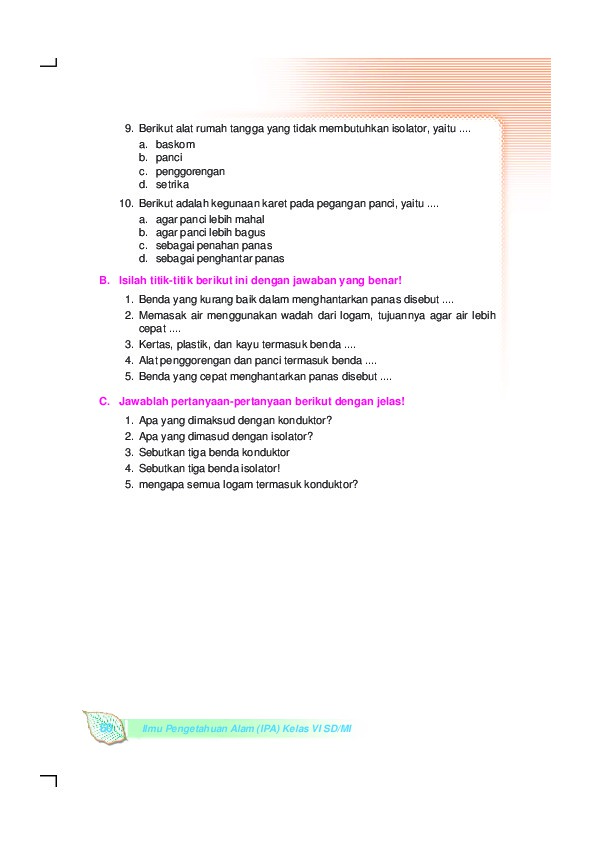 9. Berikut alat rumah tangga yang tidak membutuhkan isolator, yaitu ....
a. baskom
b. panci
c. penggorengan
d. setrika
10. Berikut adalah kegunaan karet pada pegangan panci, yaitu ....
a. agar panci lebih mahal
b. agar panci lebih bagus
c. sebagai penahan panas
d. sebagai penghantar panas
B. Isilah titik-titik berikut ini dengan jawaban yang benar!
1. Benda yang kurang baik dalam menghantarkan panas disebut ....
2. Memasak air menggunakan wadah dari logam, tujuannya agar air lebih
cepat ....
3. Kertas, plastik, dan kayu termasuk benda ....
4. Alat penggorengan dan panci termasuk benda ....
5. Benda yang cepat menghantarkan panas disebut ....
C. Jawablah pertanyaan-pertanyaan berikut dengan jelas!
1. Apa yang dimaksud dengan konduktor?
2. Apa yang dimasud dengan isolator?
3. Sebutkan tiga benda konduktor
4. Sebutkan tiga benda isolator!
5. mengapa semua logam termasuk konduktor?
Ilmu Pengetahuan Alam (IPA) Kelas VI SD/MI